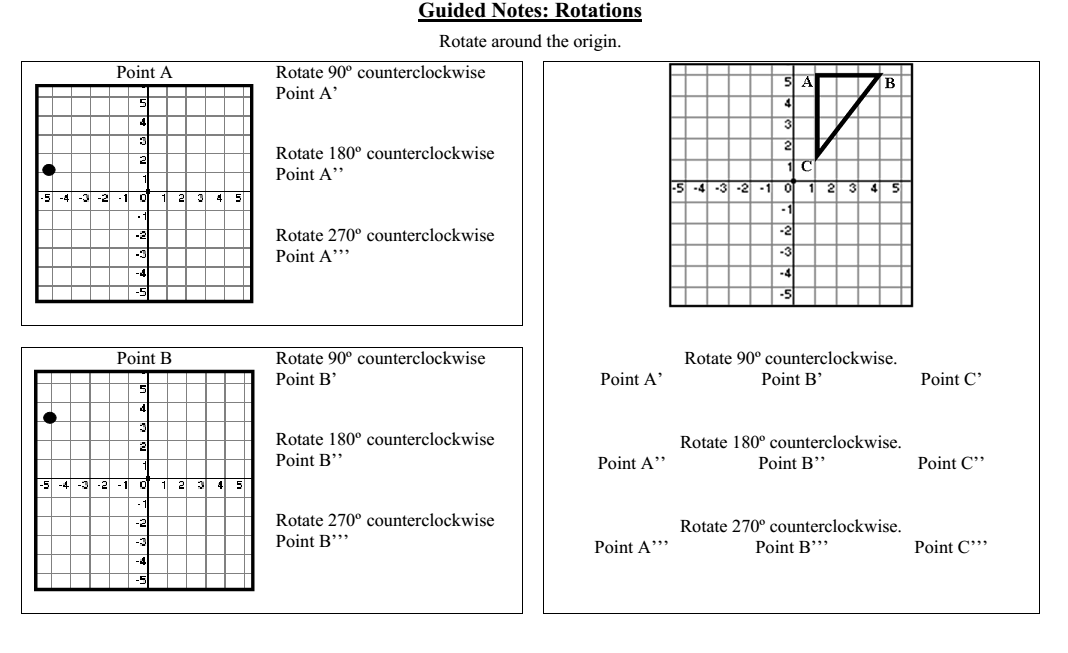 Guided Notes: Rotations
Rotate around the origin.
Point A
5
4
3
2
1
-5 -4 -3 -2 -1 0 1 2 3 4 5
-1
-2
-3
-4
-5
Rotate 90º counterclockwise
Point A’
Rotate 180º counterclockwise
Point A’’
Rotate 270º counterclockwise
Point A’’’
Point B
5
4
3
2
1
-5 -4 -3 -2 -1 0 1 2 3 4 5
-1
-2
-3
-4
-5
Rotate 90º counterclockwise
Point B’
Rotate 180º counterclockwise
Point B’’
Rotate 270º counterclockwise
Point B’’’
5 A B
4
3
2
1 C
-5 -4 -3 -2 -1 0 1 2 3 4 5
-1
-2
-3
-4
-5
Rotate 90º counterclockwise.
Point A’ Point B’ Point C’
Rotate 180º counterclockwise.
Point A’’ Point B’’ Point C’’
Rotate 270º counterclockwise.
Point A’’’ Point B’’’ Point C’’’